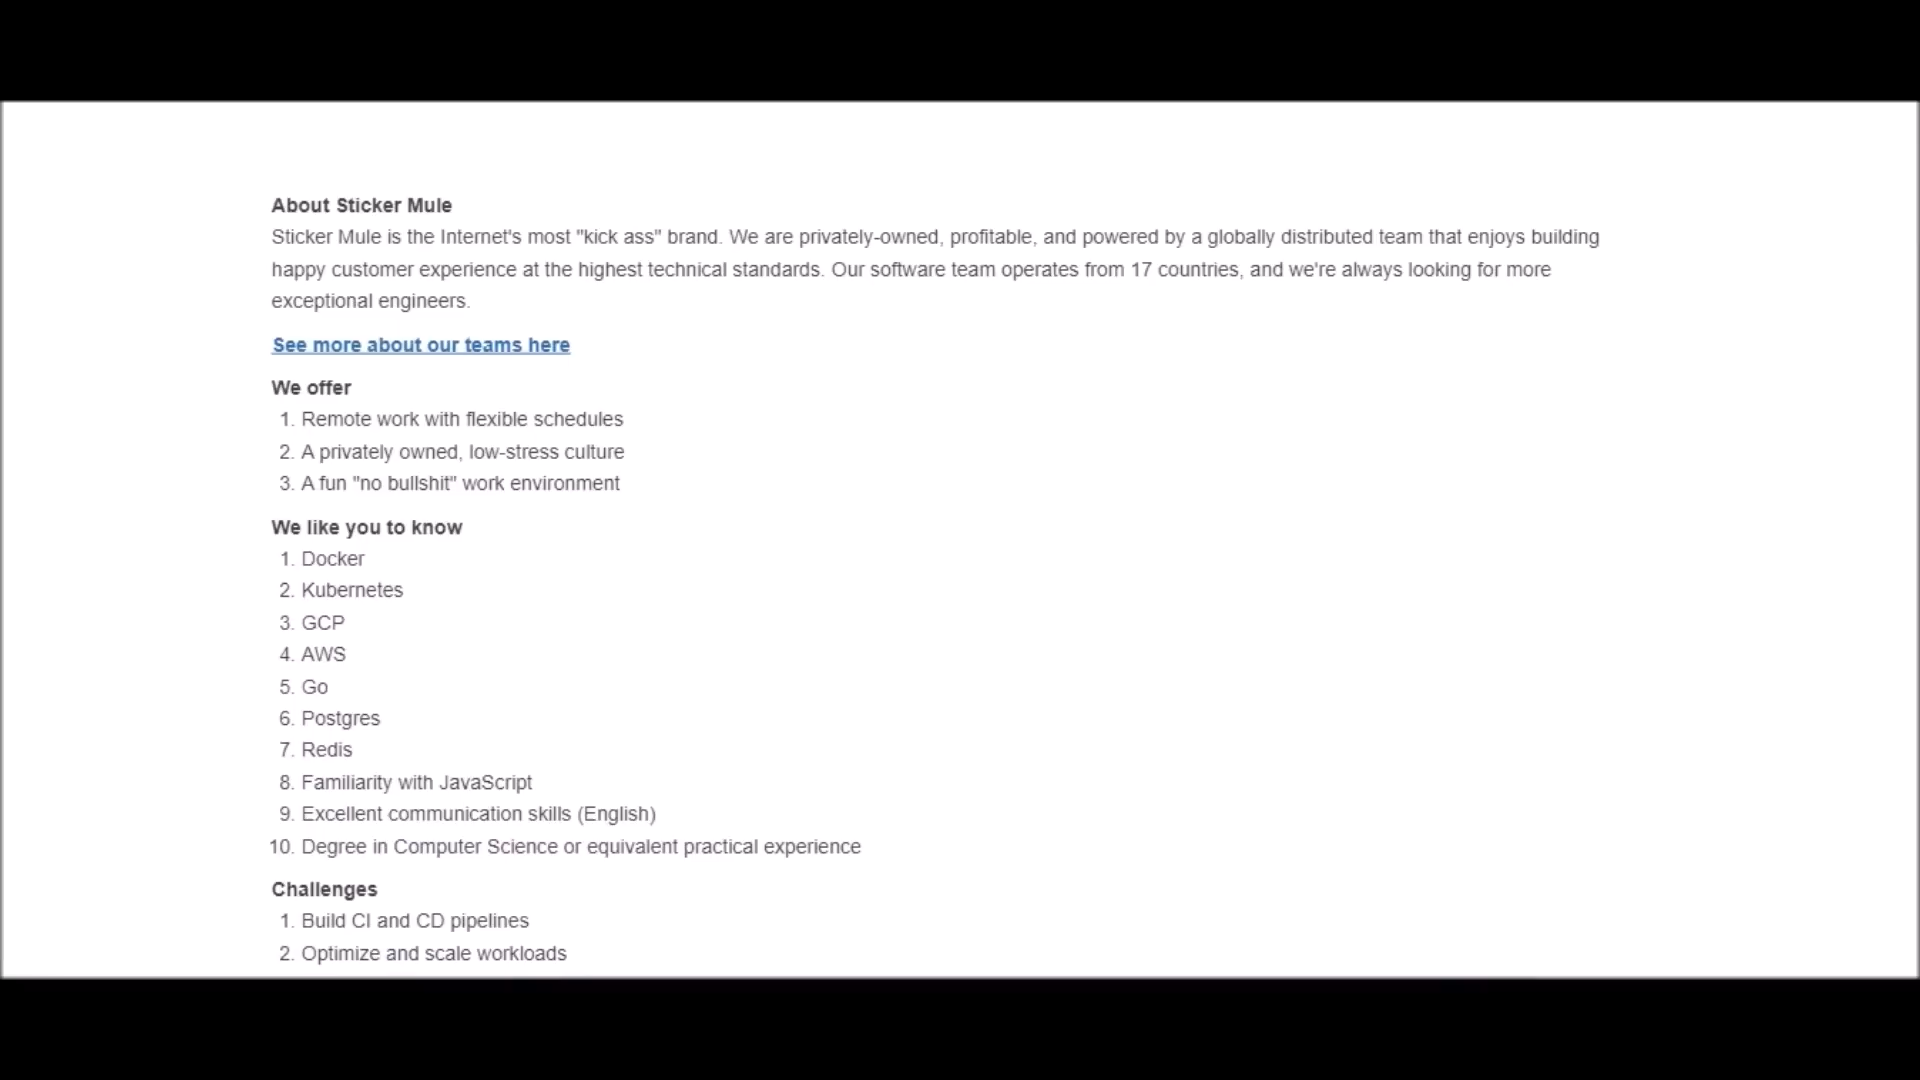 About Sticker Mule
Sticker Mule is the Internet's most "kick ass" brand. We are privately-owned, profitable, and powered by a globally distributed team that enjoys building
happy customer experience at the highest technical standards. Our software team operates from 17 countries, and we're always looking for more
exceptional engineers.
See more about our teams here
We offer
1. Remote work with flexible schedules
2. A privately owned, low-stress culture
3. A fun "no bullshit" work environment
We like you to know
1. Docker
2. Kubernetes
3. GCP
4. AWS
5. Go
6. Postgres
7. Redis
8. Familiarity with JavaScript
9. Excellent communication skills (English)
10. Degree in Computer Science or equivalent practical experience
Challenges
1. Build CI and CD pipelines
2. Optimize and scale workloads